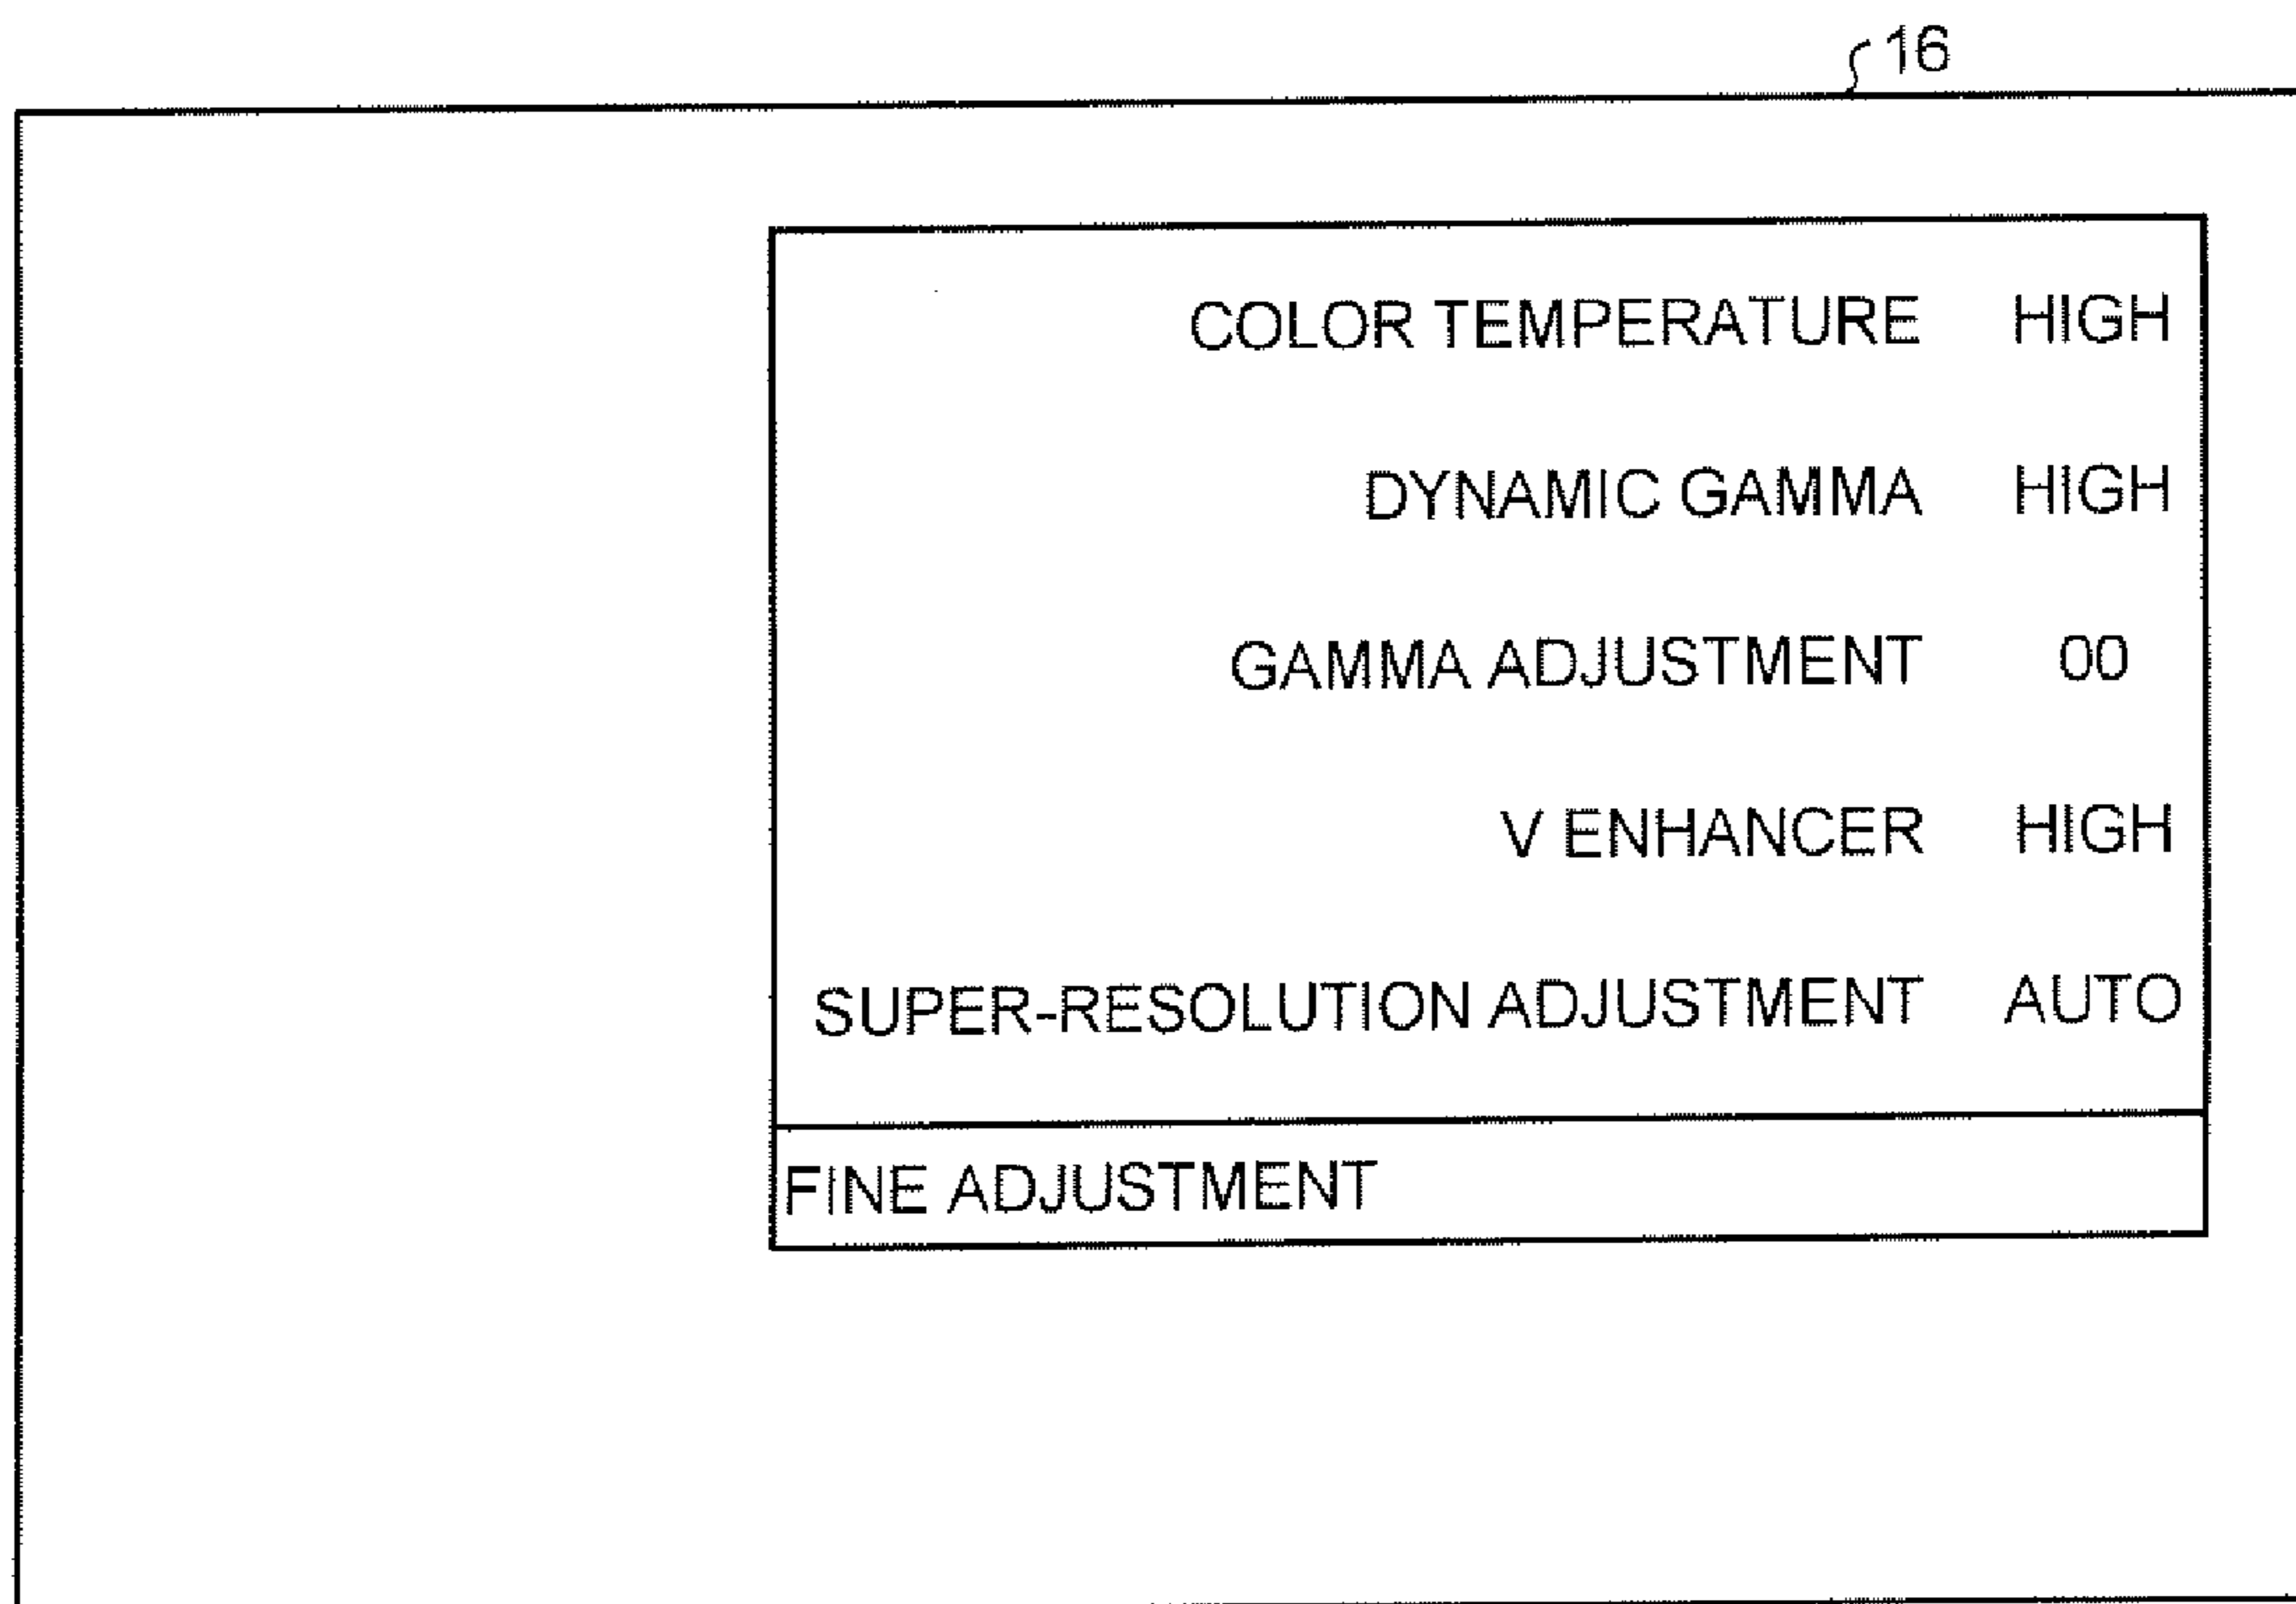 16
COLOR TEMPERATURE HIGH
DYNAMIC GAMMA HIGH
GAMMA ADJUSTMENT 00
V ENHANCER HIGH
SUPER-RESOLUTION ADJUSTMENT AUTO
FINE ADJUSTMENT